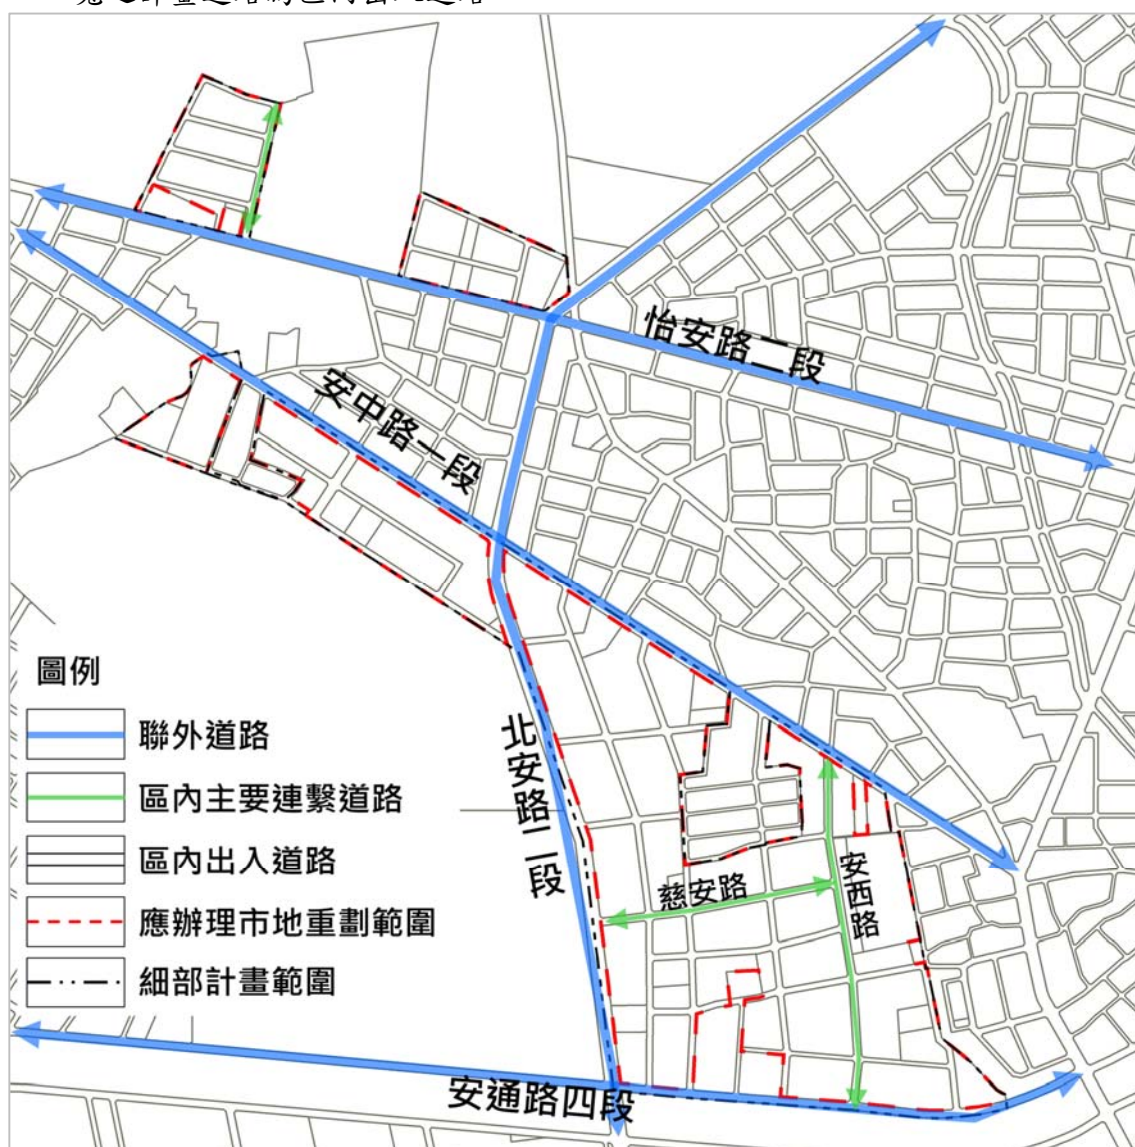 怡安路二段
安中路一段
北安路二段
慈安路
安西路
安通路四段
圖例
聯外道路
區內主要連繫道路
區內出入道路
應辦理市地重劃範圍
細部計畫範圍